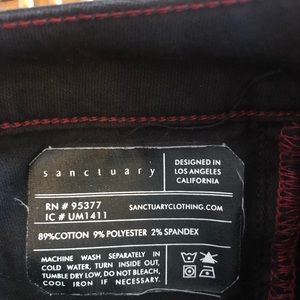 sanctuary
DESIGNED IN
LOS ANGELES
CALIFORNIA
RN # 95377
IC # UM1411
SANCTUARYCLOTHING.COM
89%COTTON 9% POLYESTER 2% SPANDEX
MACHINE WASH SEPARATELY IN
COLD WATER, TURN INSIDE OUT,
TUMBLE DRY LOW, DO NOT BLEACH,
COOL IRON IF NECESSARY.